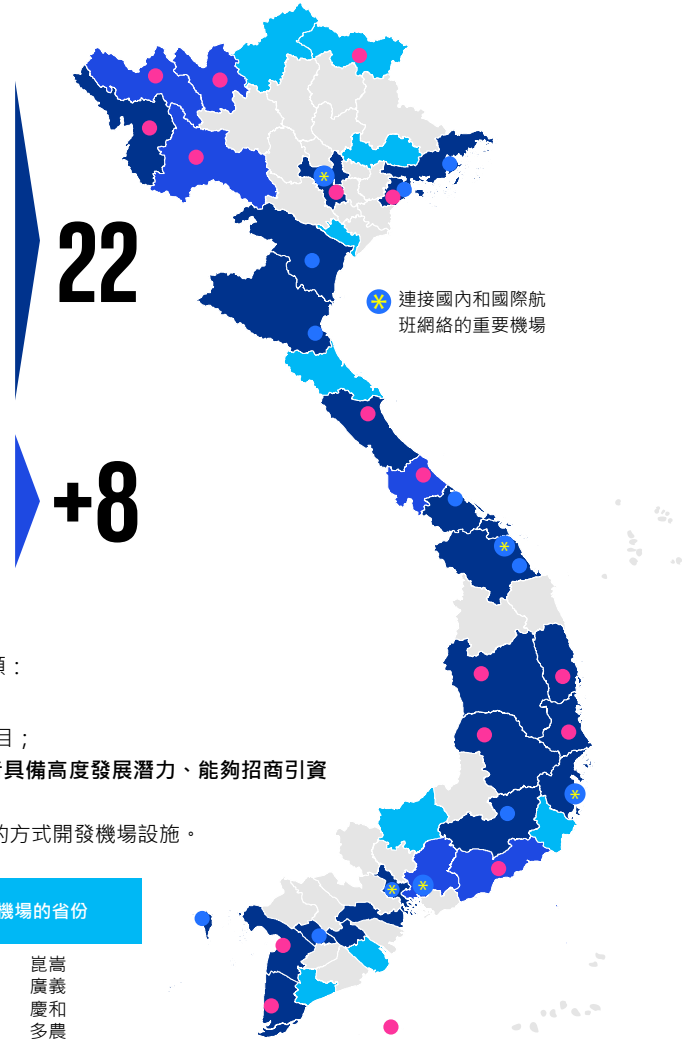 22
連接國內和國際航
班網絡的重要機場
+8
類：
目；
具備高度發展潛力、能夠招商引資
的方式開發機場設施。
機場的省份
崑嵩
廣義
慶和
多農